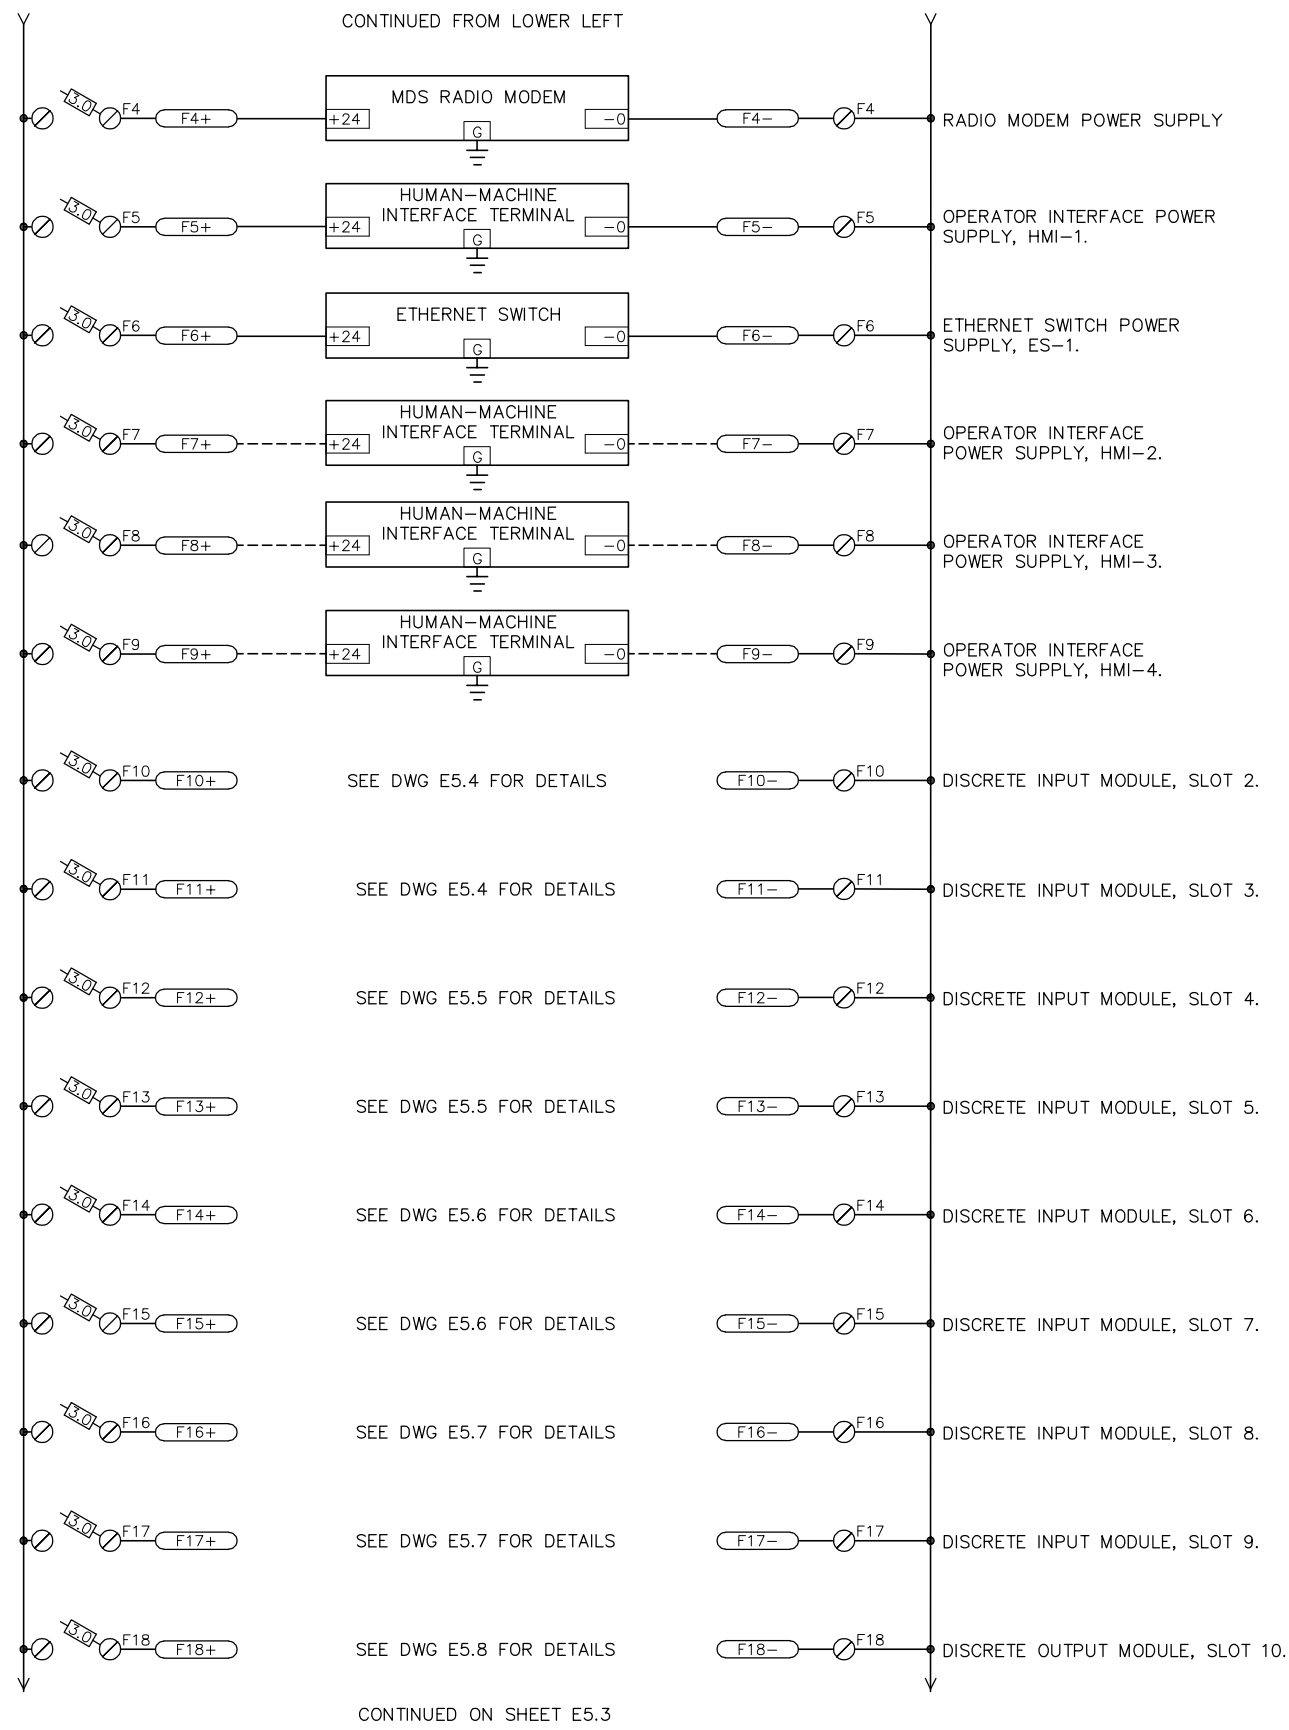 CONTINUED FROM LOWER LEFT
3.0 F4 F4+ +24 MDS RADIO MODEM G −0 F4− F4 RADIO MODEM POWER SUPPLY
3.0 F5 F5+ +24 HUMAN−MACHINE
INTERFACE TERMINAL G −0 F5− F5 OPERATOR INTERFACE POWER
SUPPLY, HMI−1.
3.0 F6 F6+ +24 ETHERNET SWITCH G −0 F6− F6 ETHERNET SWITCH POWER
SUPPLY, ES−1.
3.0 F7 F7+ +24 HUMAN−MACHINE
INTERFACE TERMINAL G −0 F7− F7 OPERATOR INTERFACE
POWER SUPPLY, HMI−2.
3.0 F8 F8+ +24 HUMAN−MACHINE
INTERFACE TERMINAL G −0 F8− F8 OPERATOR INTERFACE
POWER SUPPLY, HMI−3.
3.0 F9 F9+ +24 HUMAN−MACHINE
INTERFACE TERMINAL G −0 F9− F9 OPERATOR INTERFACE
POWER SUPPLY, HMI−4.
3.0 F10 F10+ SEE DWG E5.4 FOR DETAILS F10− F10 DISCRETE INPUT MODULE, SLOT 2.
3.0 F11 F11+ SEE DWG E5.4 FOR DETAILS F11− F11 DISCRETE INPUT MODULE, SLOT 3.
3.0 F12 F12+ SEE DWG E5.5 FOR DETAILS F12− F12 DISCRETE INPUT MODULE, SLOT 4.
3.0 F13 F13+ SEE DWG E5.5 FOR DETAILS F13− F13 DISCRETE INPUT MODULE, SLOT 5.
3.0 F14 F14+ SEE DWG E5.6 FOR DETAILS F14− F14 DISCRETE INPUT MODULE, SLOT 6.
3.0 F15 F15+ SEE DWG E5.6 FOR DETAILS F15− F15 DISCRETE INPUT MODULE, SLOT 7.
3.0 F16 F16+ SEE DWG E5.7 FOR DETAILS F16− F16 DISCRETE INPUT MODULE, SLOT 8.
3.0 F17 F17+ SEE DWG E5.7 FOR DETAILS F17− F17 DISCRETE INPUT MODULE, SLOT 9.
3.0 F18 F18+ SEE DWG E5.8 FOR DETAILS F18− F18 DISCRETE OUTPUT MODULE, SLOT 10.
CONTINUED ON SHEET E5.3